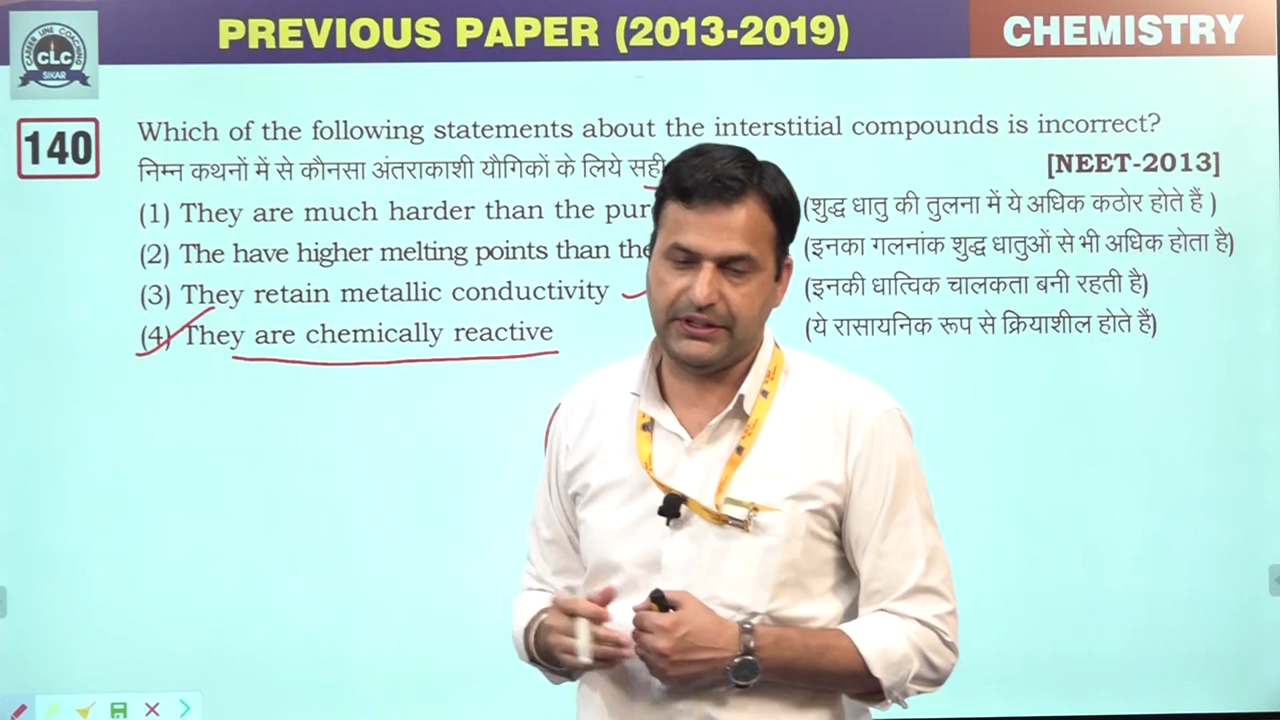 PREVIOUS PAPER (2013-2019)
CHEMISTRY
CAREER LINE COACHING
CLC
SIKAR
140
Which of the following statements about the interstitial compounds is incorrect?
निम्न कथनों में से कौनसा अंतराकाशी यौगिकों के लिये सही
[NEET-2013]
(1) They are much harder than the (शुद्ध धातु की तुलना में ये अधिक कठोर होते हैं )
(2) The have higher melting points than (इनका गलनांक शुद्ध धातुओं से भी अधिक होता है)
(3) They retain metallic conductivity (इनकी धात्विक चालकता बनी रहती है)
(4) They are chemically reactive (ये रासायनिक रूप से क्रियाशील होते हैं)